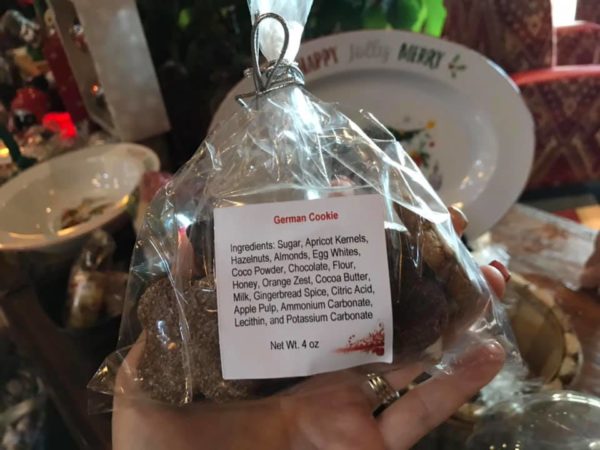 HAPPY Jolly MERRY
German Cookie
Ingredients: Sugar, Apricot Kernels,
Hazelnuts, Almonds, Egg Whites,
Coco Powder, Chocolate, Flour,
Honey, Orange Zest, Cocoa Butter,
Milk, Gingerbread Spice, Citric Acid,
Apple Pulp, Ammonium Carbonate,
Lecithin, and Potassium Carbonate
Net Wt. 4 oz